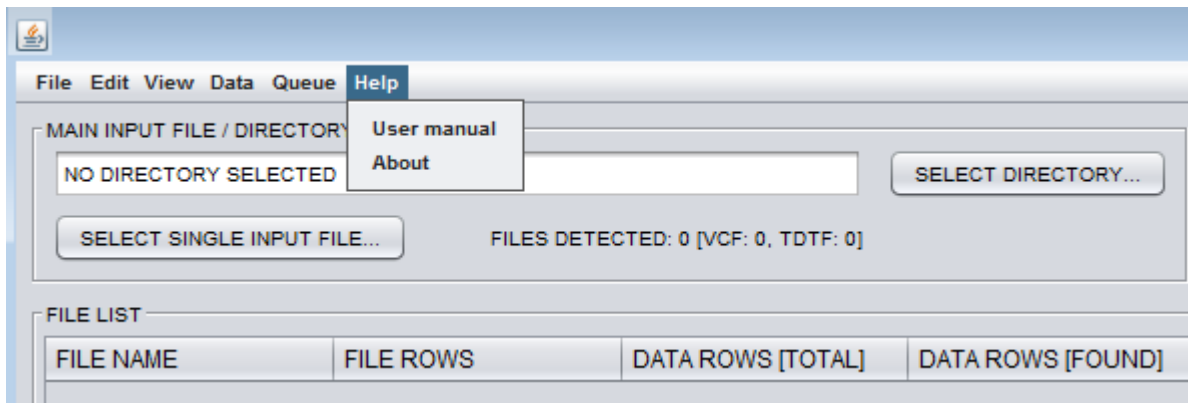 File Edit View Data Queue Help
User manual
About
MAIN INPUT FILE / DIRECTORY
NO DIRECTORY SELECTED
SELECT DIRECTORY...
SELECT SINGLE INPUT FILE...
FILES DETECTED: 0 [VCF: 0, TDTF: 0]
FILE LIST
FILE NAME FILE ROWS DATA ROWS [TOTAL] DATA ROWS [FOUND]